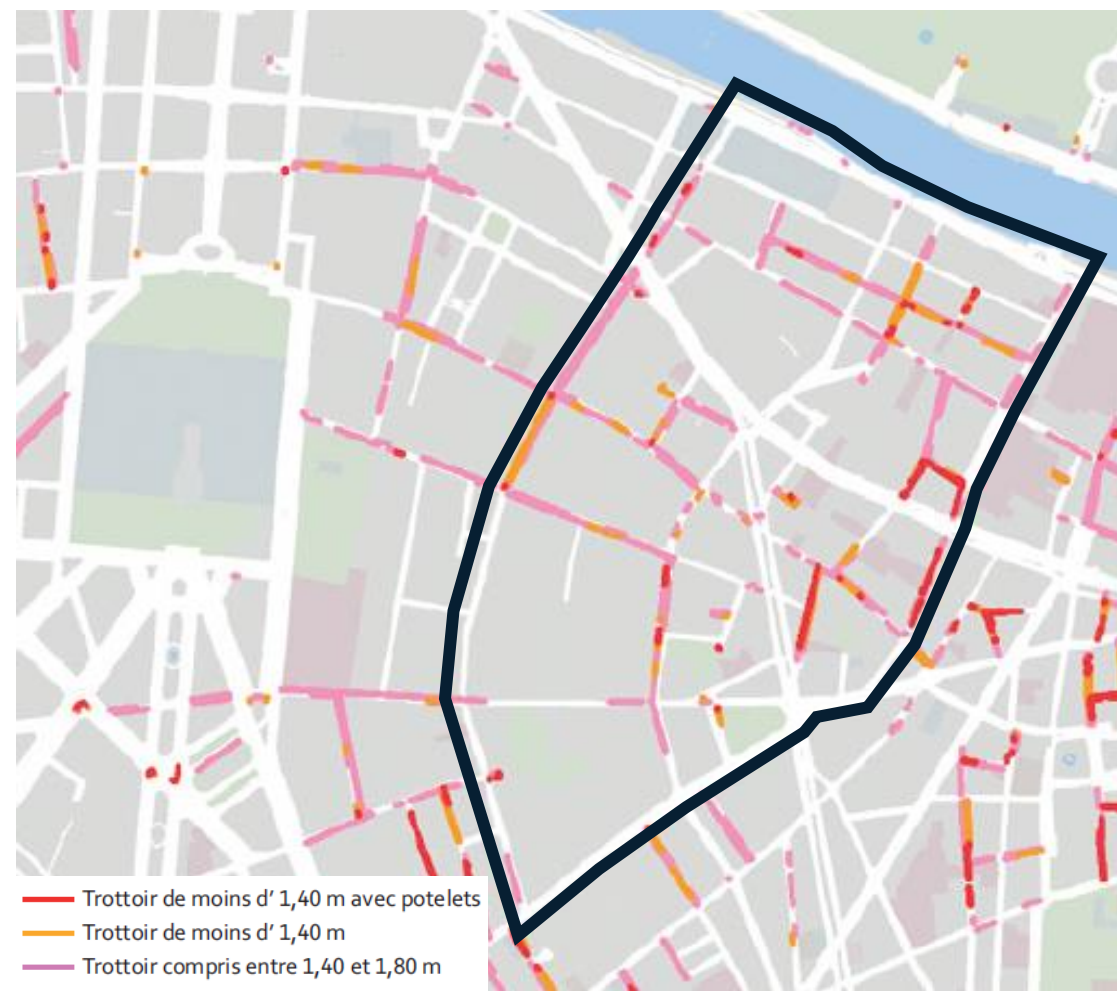 Trottoir de moins d' 1,40 m avec potelets
Trottoir de moins d' 1,40 m
Trottoir compris entre 1,40 et 1,80 m